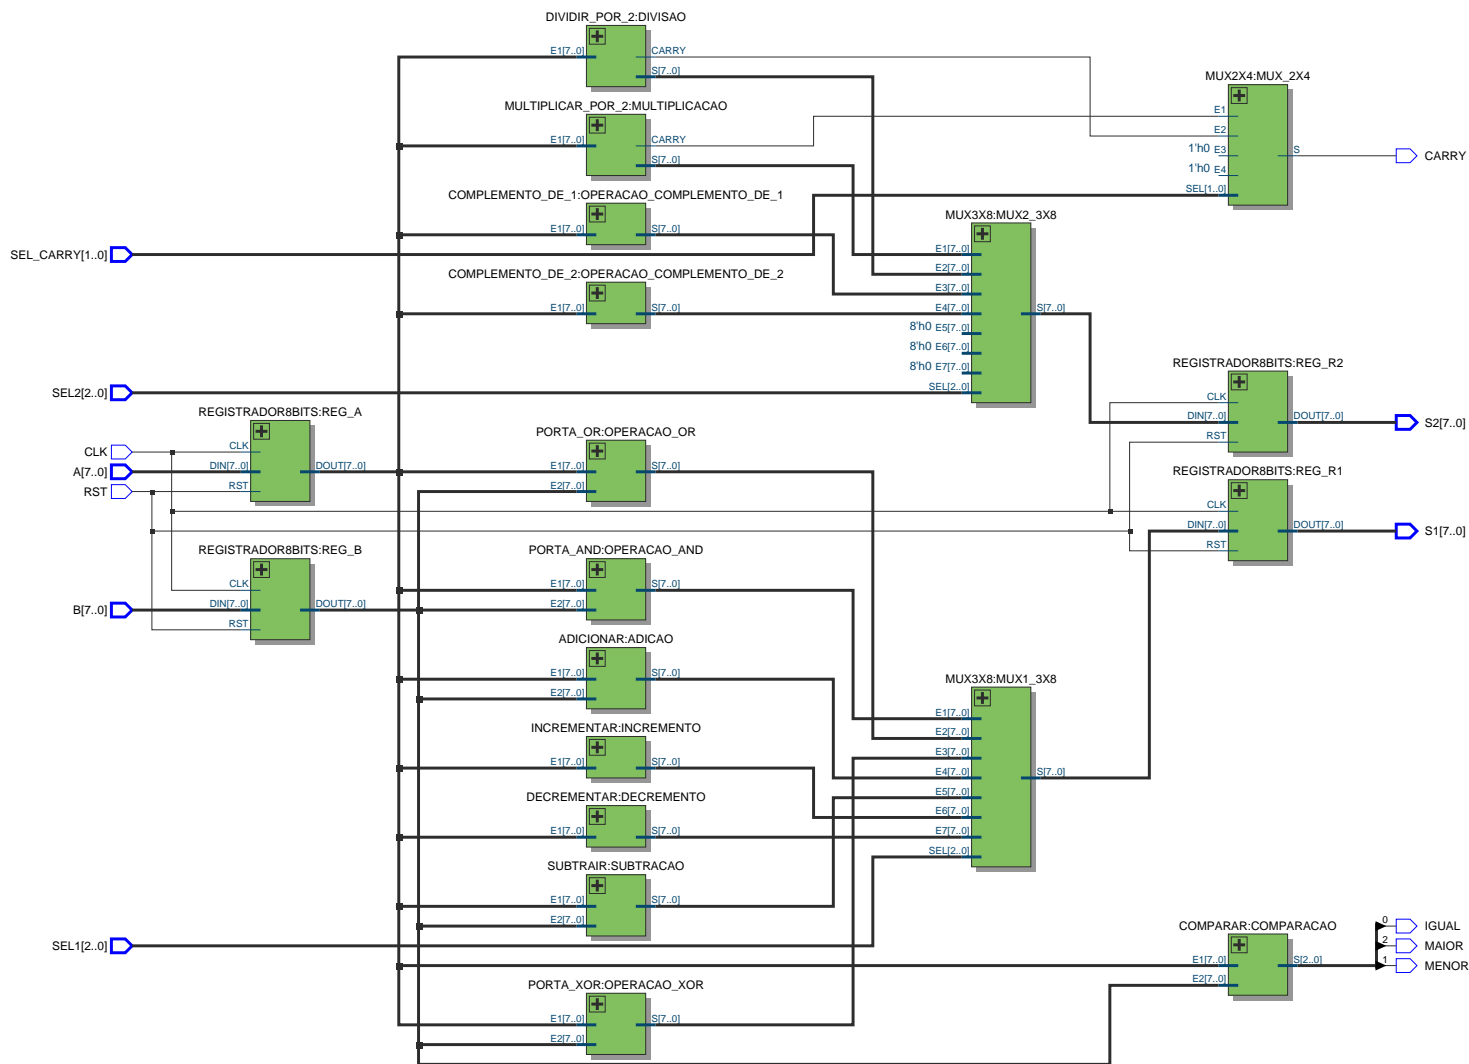 DIVIDIR_POR_2:DIVISAO
E1[7..0]
CARRY
S[7..0]
MULTIPLICAR_POR_2:MULTIPLICACAO
E1[7..0]
CARRY
S[7..0]
COMPLEMENTO_DE_1:OPERACAO_COMPLEMENTO_DE_1
E1[7..0]
S[7..0]
COMPLEMENTO_DE_2:OPERACAO_COMPLEMENTO_DE_2
E1[7..0]
S[7..0]
MUX2X4:MUX_2X4
E1
E2
1'h0 E3
1'h0 E4
SEL[1..0]
S
CARRY
SEL_CARRY[1..0]
MUX3X8:MUX2_3X8
E1[7..0]
E2[7..0]
E3[7..0]
E4[7..0]
8'h0 E5[7..0]
8'h0 E6[7..0]
8'h0 E7[7..0]
SEL[2..0]
S[7..0]
SEL2[2..0]
CLK
A[7..0]
RST
REGISTRADOR8BITS:REG_A
CLK
DIN[7..0]
RST
DOUT[7..0]
REGISTRADOR8BITS:REG_B
CLK
DIN[7..0]
RST
DOUT[7..0]
B[7..0]
PORTA_OR:OPERACAO_OR
E1[7..0]
E2[7..0]
S[7..0]
PORTA_AND:OPERACAO_AND
E1[7..0]
E2[7..0]
S[7..0]
ADICIONAR:ADICAO
E1[7..0]
E2[7..0]
S[7..0]
INCREMENTAR:INCREMENTO
E1[7..0]
S[7..0]
DECREMENTAR:DECREMENTO
E1[7..0]
S[7..0]
SUBTRAIR:SUBTRACAO
E1[7..0]
E2[7..0]
S[7..0]
PORTA_XOR:OPERACAO_XOR
E1[7..0]
E2[7..0]
S[7..0]
SEL1[2..0]
MUX3X8:MUX1_3X8
E1[7..0]
E2[7..0]
E3[7..0]
E4[7..0]
E5[7..0]
E6[7..0]
E7[7..0]
SEL[2..0]
S[7..0]
REGISTRADOR8BITS:REG_R2
CLK
DIN[7..0]
RST
DOUT[7..0]
S2[7..0]
REGISTRADOR8BITS:REG_R1
CLK
DIN[7..0]
RST
DOUT[7..0]
S1[7..0]
COMPARAR:COMPARACAO
E1[7..0]
E2[7..0]
S[2..0]
0 IGUAL
2 MAIOR
1 MENOR